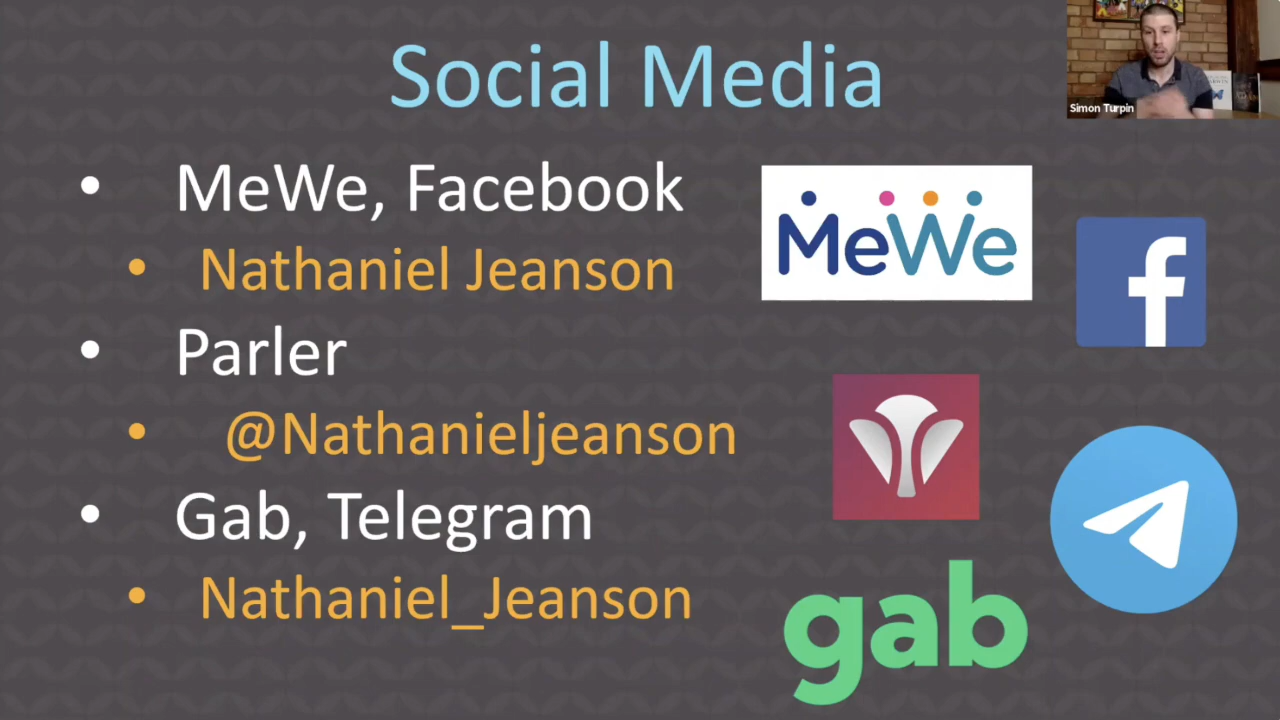 Social Media
Simon Turpin
• MeWe, Facebook
• Nathaniel Jeanson
• Parler
• @Nathanieljeanson
• Gab, Telegram
• Nathaniel_Jeanson
MeWe
f
gab